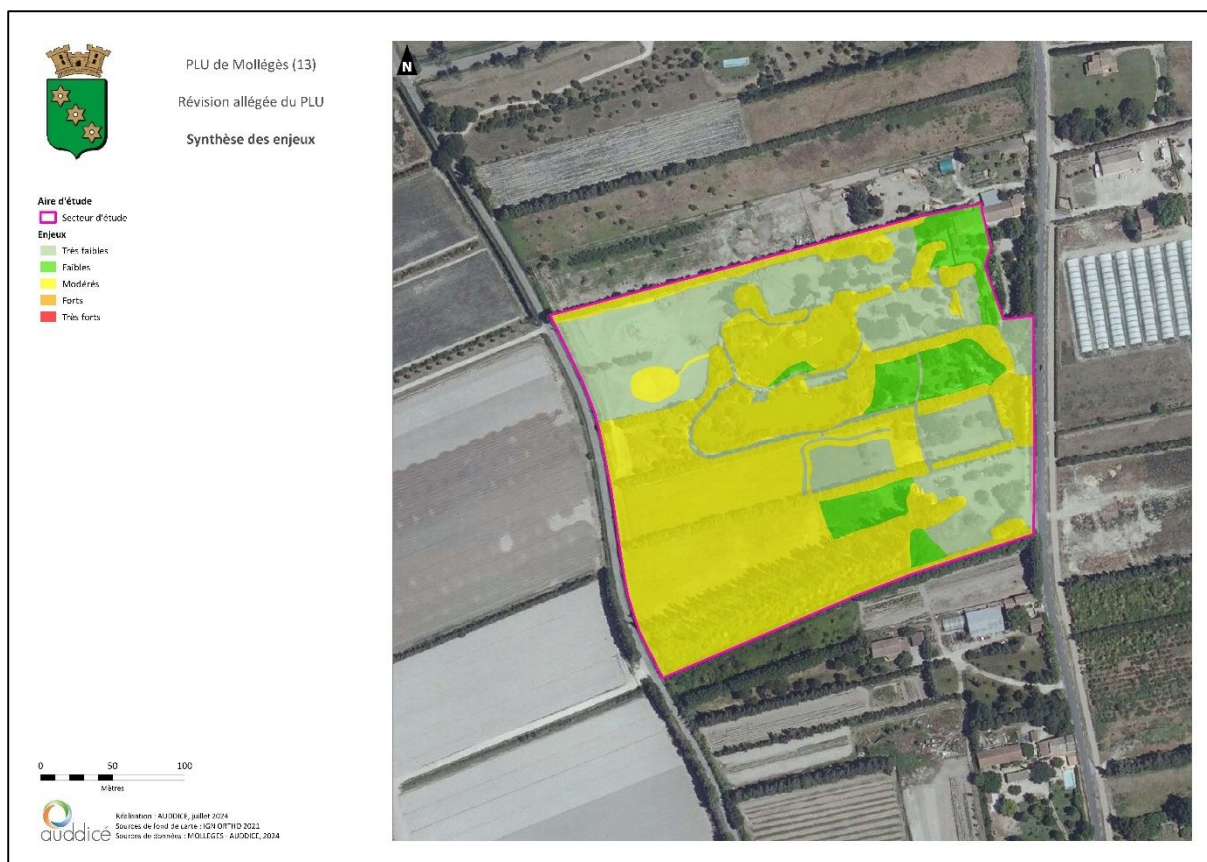 PLU de Mollégès (13)
Révision allégée du PLU
Synthèse des enjeux
N
Aire d'étude
Secteur d'étude
Enjeux
Très faibles
Faibles
Modérés
Forts
Très forts
0 50 100
Mètres
auddicé
Réalisation : AUDDICE, juillet 2024
Sources de fond de carte : IGN ORTHO 2021
Sources de données : MOLLEGES - AUDDICE, 2024